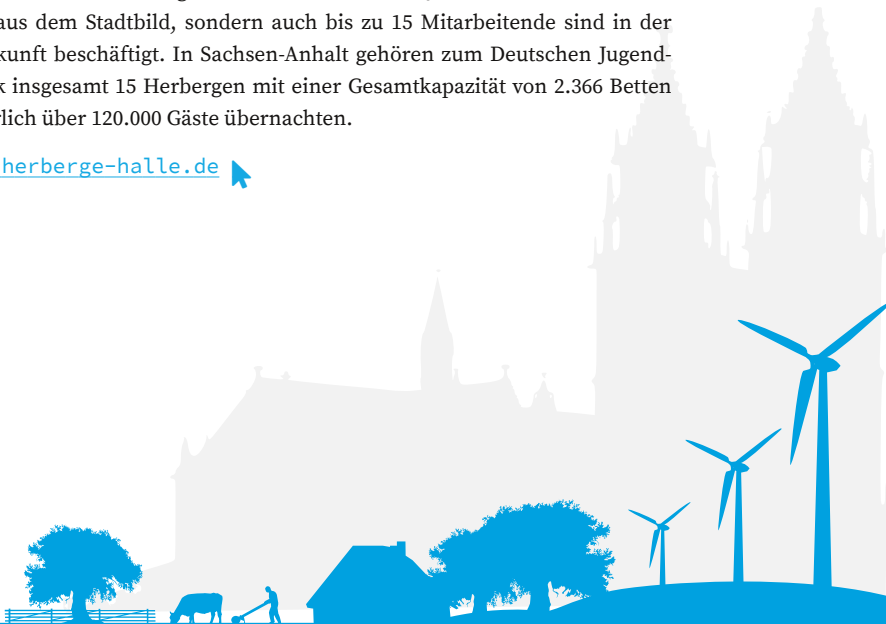 aus dem Stadtbild, sondern auch bis zu 15 Mitarbeitende sind in der
kunft beschäftigt. In Sachsen-Anhalt gehören zum Deutschen Jugend-
k insgesamt 15 Herbergen mit einer Gesamtkapazität von 2.366 Betten
rlich über 120.000 Gäste übernachten.
herberge-halle.de